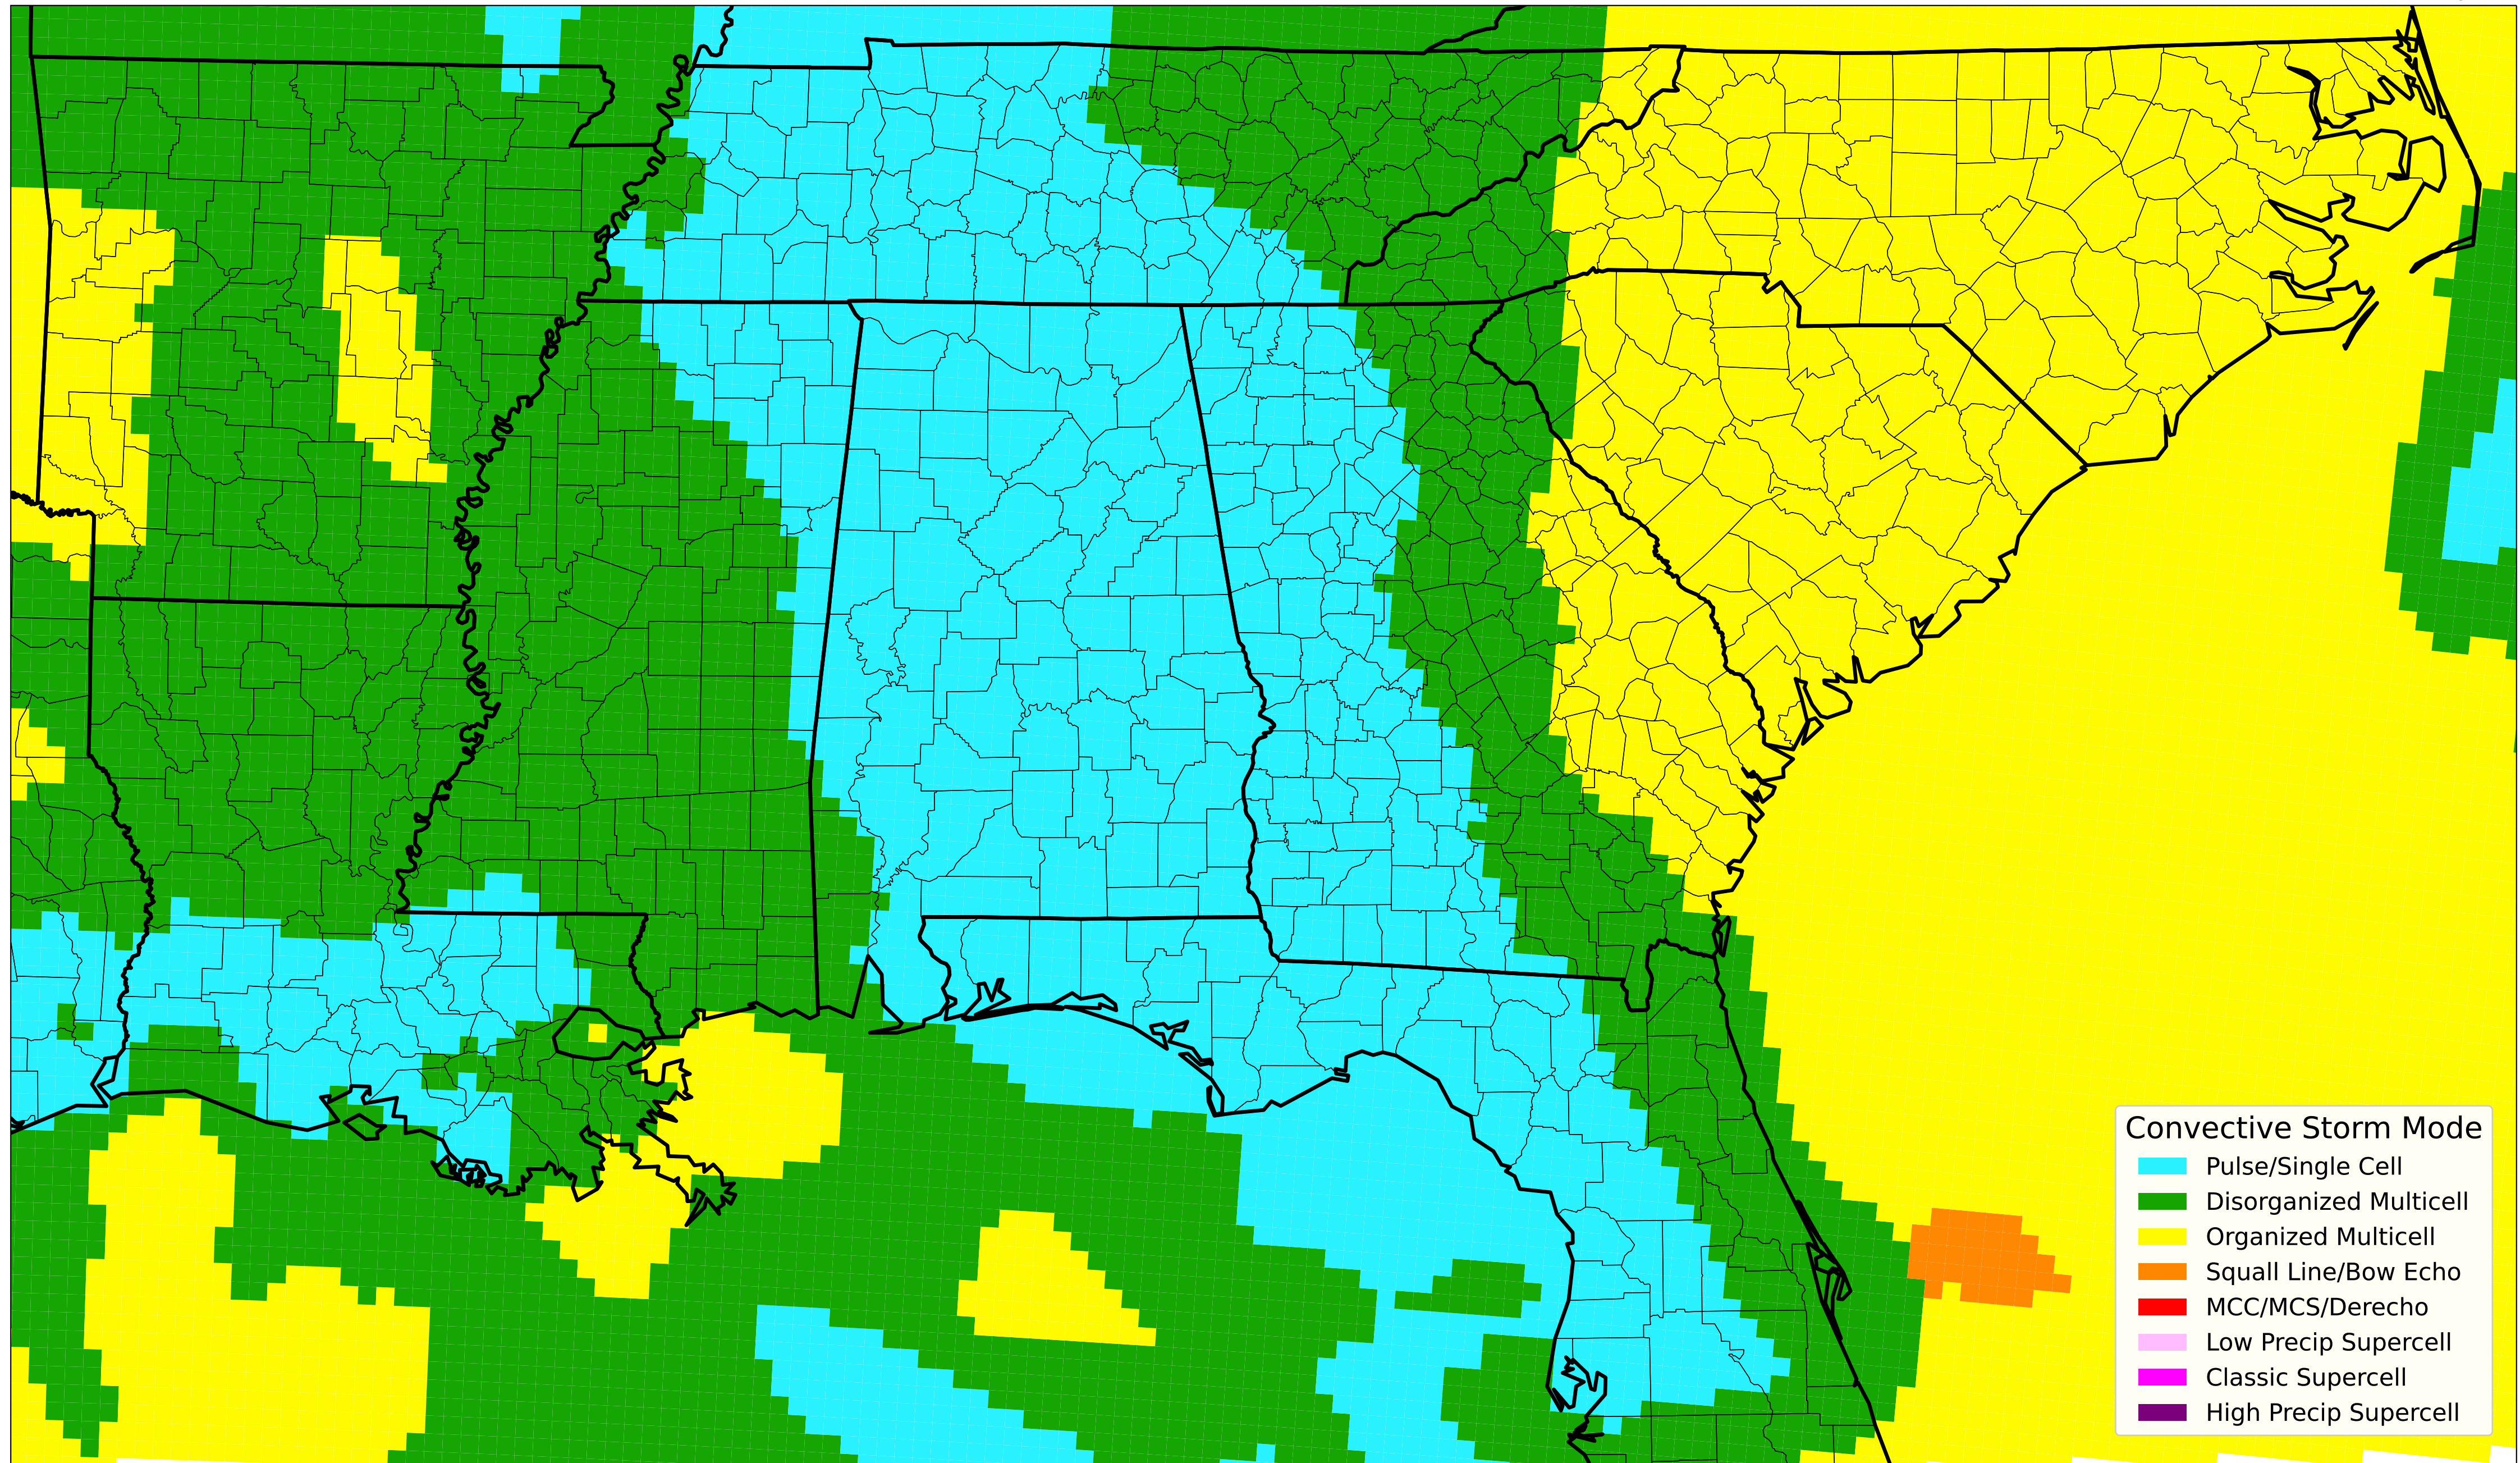 Convective Storm Mode
Pulse/Single Cell
Disorganized Multicell
Organized Multicell
Squall Line/Bow Echo
MCC/MCS/Derecho
Low Precip Supercell
Classic Supercell
High Precip Supercell